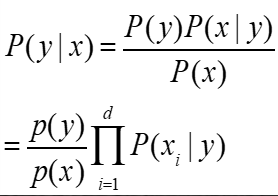 P(y|x) = P(y)P(x|y) / P(x)
= p(y) / p(x) ∏_{i=1}^{d} P(x_i|y)